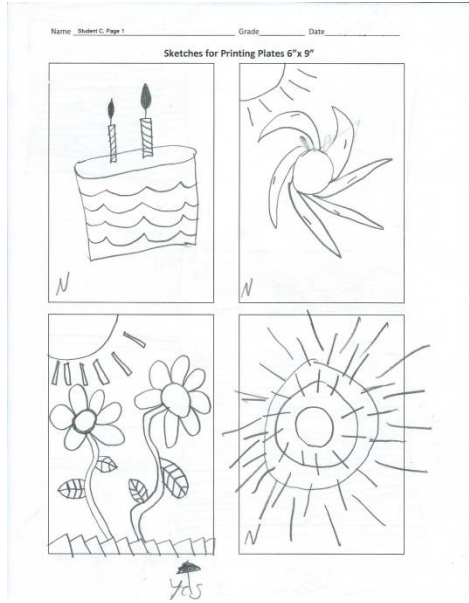 Name Student C, Page 1 Grade Date
Sketches for Printing Plates 6”x 9”
N
N
N
yes